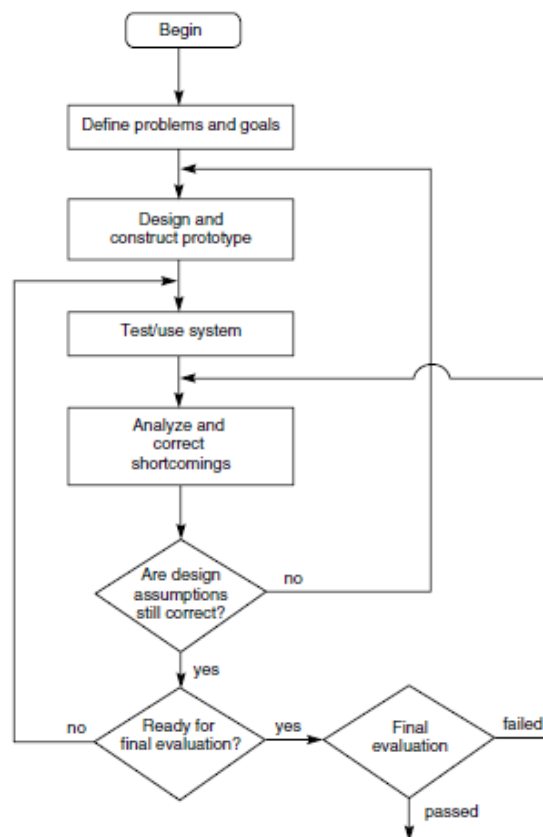 Begin
Define problems and goals
Design and
construct prototype
Test/use system
Analyze and
correct
shortcomings
Are design
assumptions
still correct?
no
yes
Ready for
final evaluation?
no
yes
Final
evaluation
failed
passed